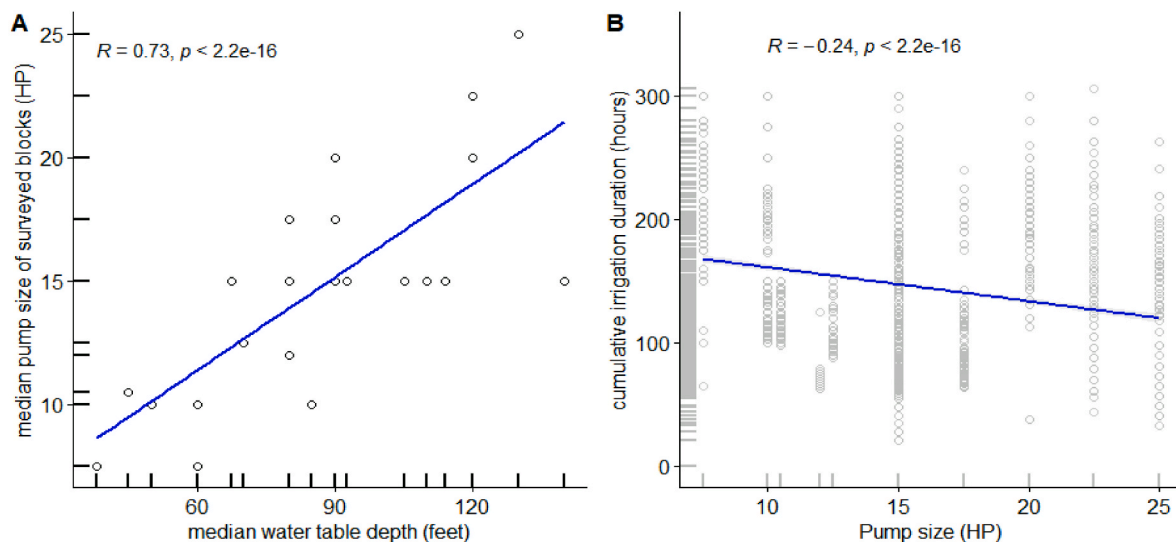 A
R = 0.73, p < 2.2e-16
25
20
15
10
60
90
120
median water table depth (feet)
median pump size of surveyed blocks (HP)
B
R = −0.24, p < 2.2e-16
300
200
100
0
10
15
20
25
Pump size (HP)
cumulative irrigation duration (hours)